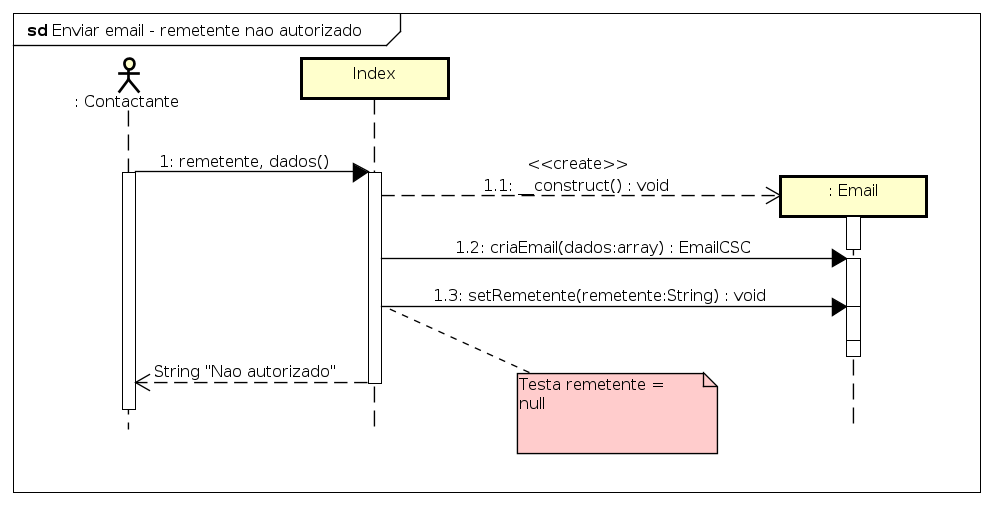 sd Enviar email - remetente nao autorizado
: Contactante
Index
1: remetente, dados()
<<create>>
1.1: __construct() : void
: Email
1.2: criaEmail(dados:array) : EmailCSC
1.3: setRemetente(remetente:String) : void
String "Nao autorizado"
Testa remetente =
null